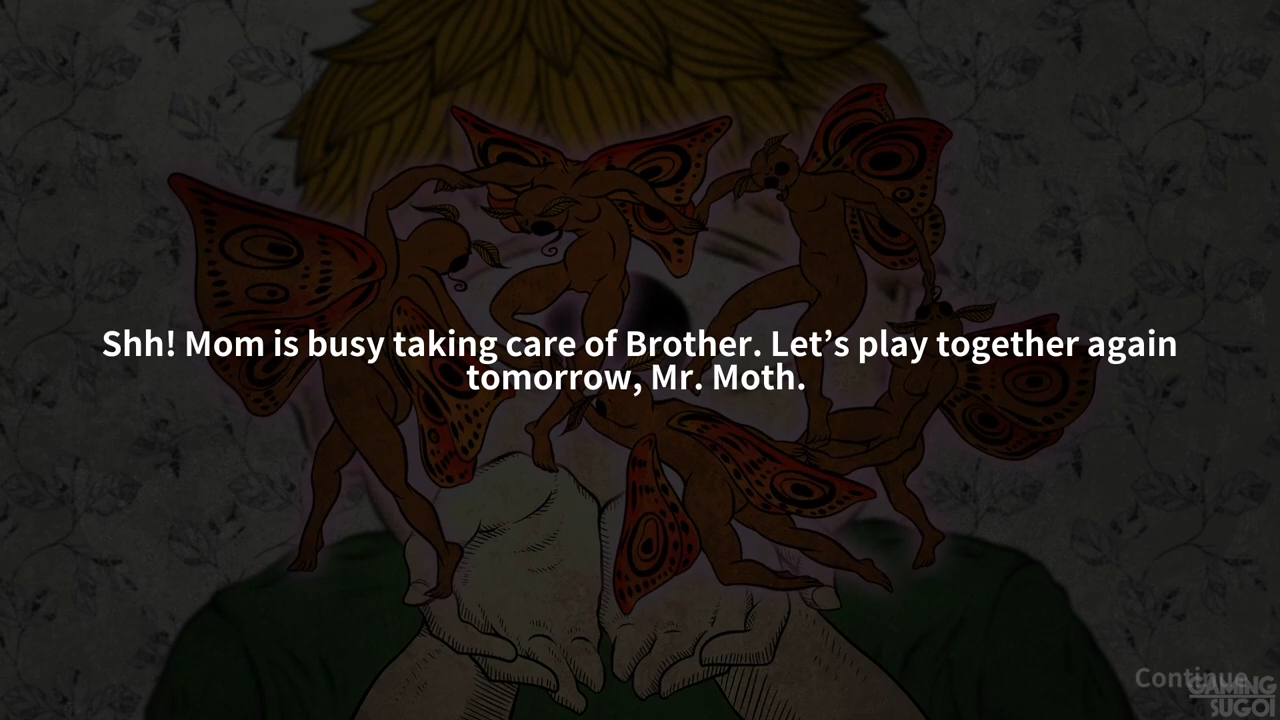 Shh! Mom is busy taking care of Brother. Let’s play together again
tomorrow, Mr. Moth.
Continue
GAMING
SUGOI